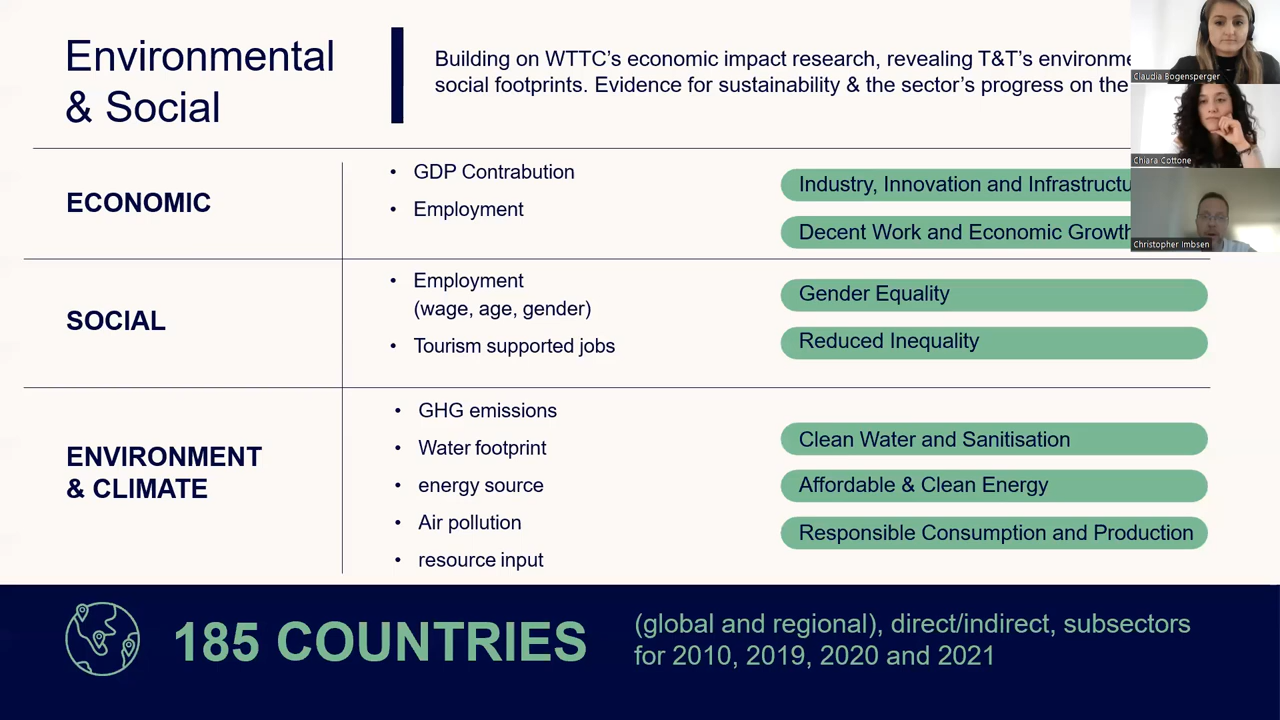 Environmental
& Social
Building on WTTC's economic impact research, revealing T&T's environme
social footprints. Evidence for sustainability & the sector's progress on the
Claudia Bogensperger
Chiara Cottone
Christopher Imbsen
ECONOMIC
• GDP Contrabution
• Employment
Industry, Innovation and Infrastructu
Decent Work and Economic Growth
SOCIAL
• Employment
(wage, age, gender)
• Tourism supported jobs
Gender Equality
Reduced Inequality
ENVIRONMENT
& CLIMATE
• GHG emissions
• Water footprint
• energy source
• Air pollution
• resource input
Clean Water and Sanitisation
Affordable & Clean Energy
Responsible Consumption and Production
185 COUNTRIES
(global and regional), direct/indirect, subsectors
for 2010, 2019, 2020 and 2021